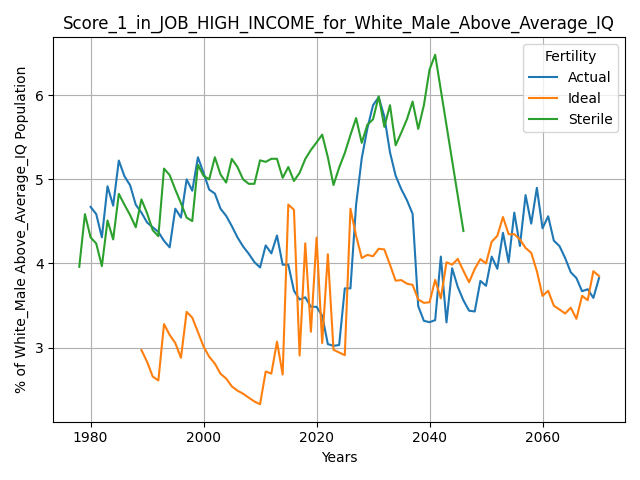 Score_1_in_JOB_HIGH_INCOME_for_White_Male_Above_Average_IQ
Fertility
Actual
Ideal
Sterile
% of White_Male Above_Average_IQ Population
6
5
4
3
1980 2000 2020 2040 2060
Years